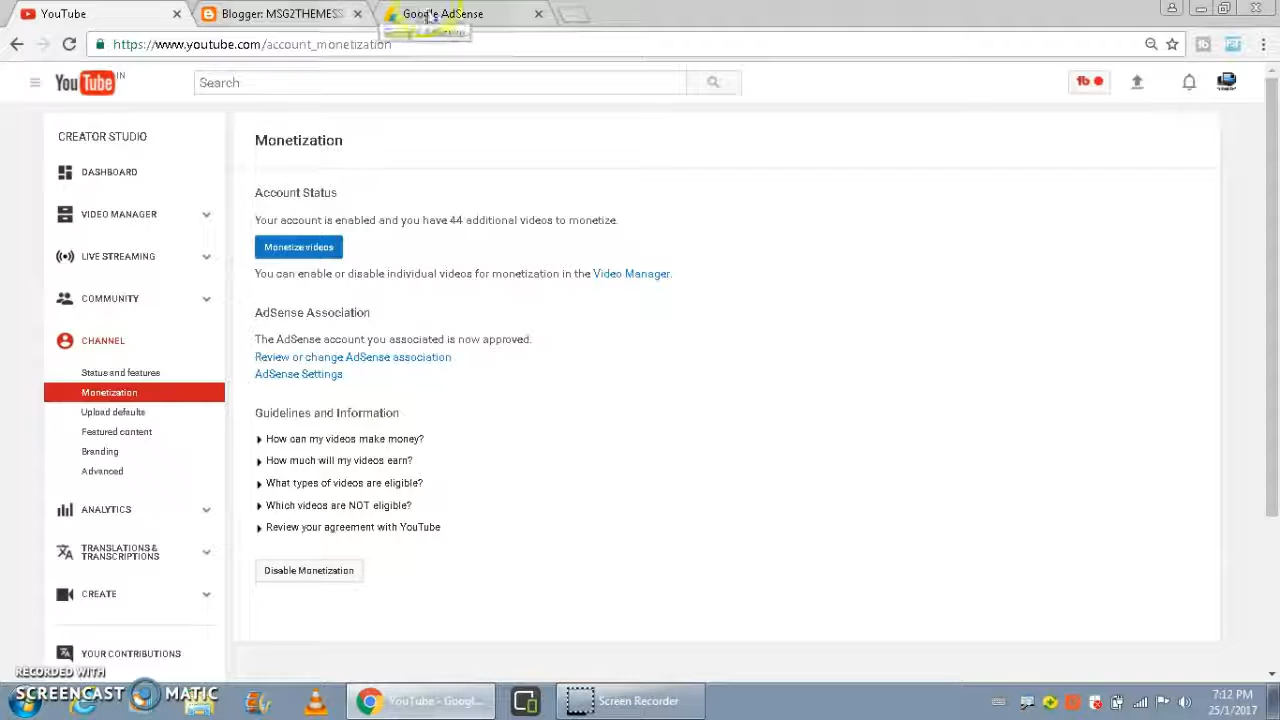 YouTube
Blogger: MSG2THEMES
Google AdSense
https://www.youtube.com/account_monetization
YouTube IN
Search
CREATOR STUDIO
DASHBOARD
VIDEO MANAGER
LIVE STREAMING
COMMUNITY
CHANNEL
Status and features
Monetization
Upload defaults
Featured content
Branding
Advanced
ANALYTICS
TRANSLATIONS &
TRANSCRIPTIONS
CREATE
YOUR CONTRIBUTIONS
Monetization
Account Status
Your account is enabled and you have 44 additional videos to monetize.
Monetize videos
You can enable or disable individual videos for monetization in the Video Manager.
AdSense Association
The AdSense account you associated is now approved.
Review or change AdSense association
AdSense Settings
Guidelines and Information
How can my videos make money?
How much will my videos earn?
What types of videos are eligible?
Which videos are NOT eligible?
Review your agreement with YouTube
Disable Monetization
RECORDED WITH
SCREENCAST MATIC
YouTube - Googl...
Screen Recorder
7:12 PM
25/1/2017